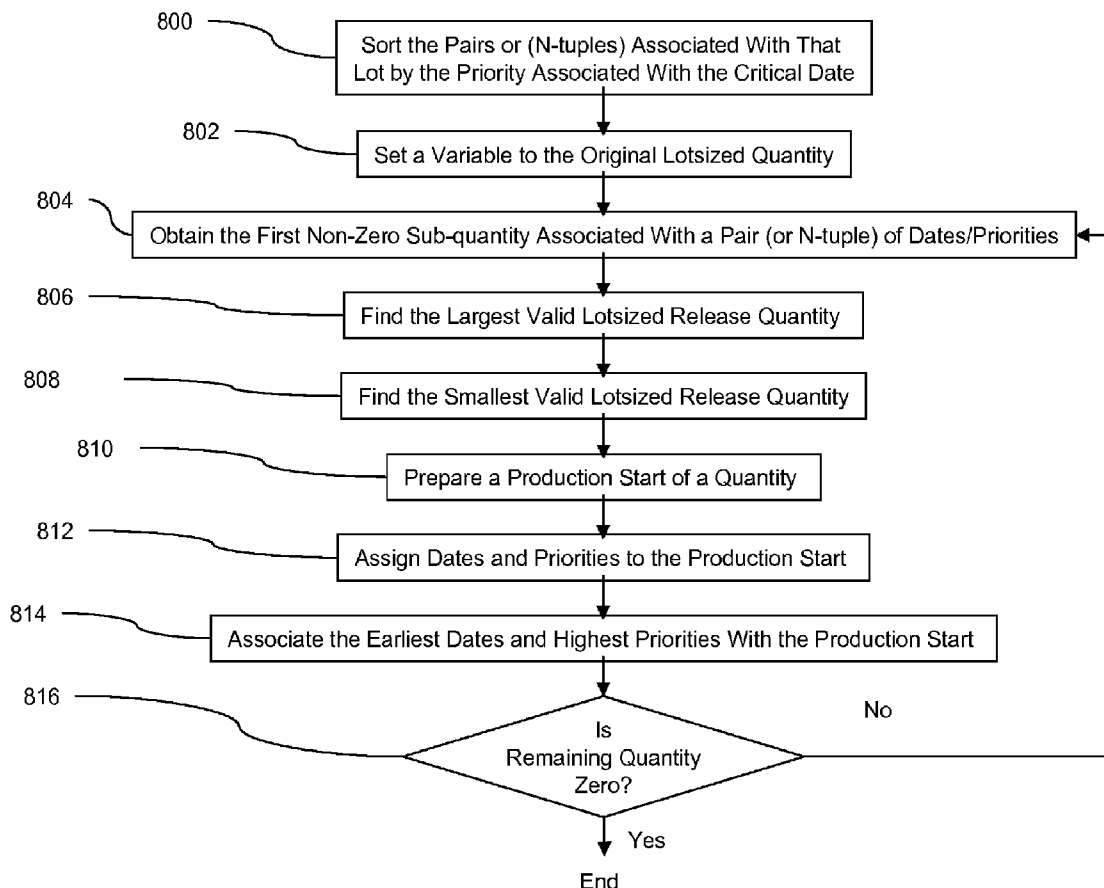 800
Sort the Pairs or (N-tuples) Associated With That
Lot by the Priority Associated With the Critical Date
802
Set a Variable to the Original Lotsized Quantity
804
Obtain the First Non-Zero Sub-quantity Associated With a Pair (or N-tuple) of Dates/Priorities
806
Find the Largest Valid Lotsized Release Quantity
808
Find the Smallest Valid Lotsized Release Quantity
810
Prepare a Production Start of a Quantity
812
Assign Dates and Priorities to the Production Start
814
Associate the Earliest Dates and Highest Priorities With the Production Start
816
Is
Remaining Quantity
Zero?
No
Yes
End